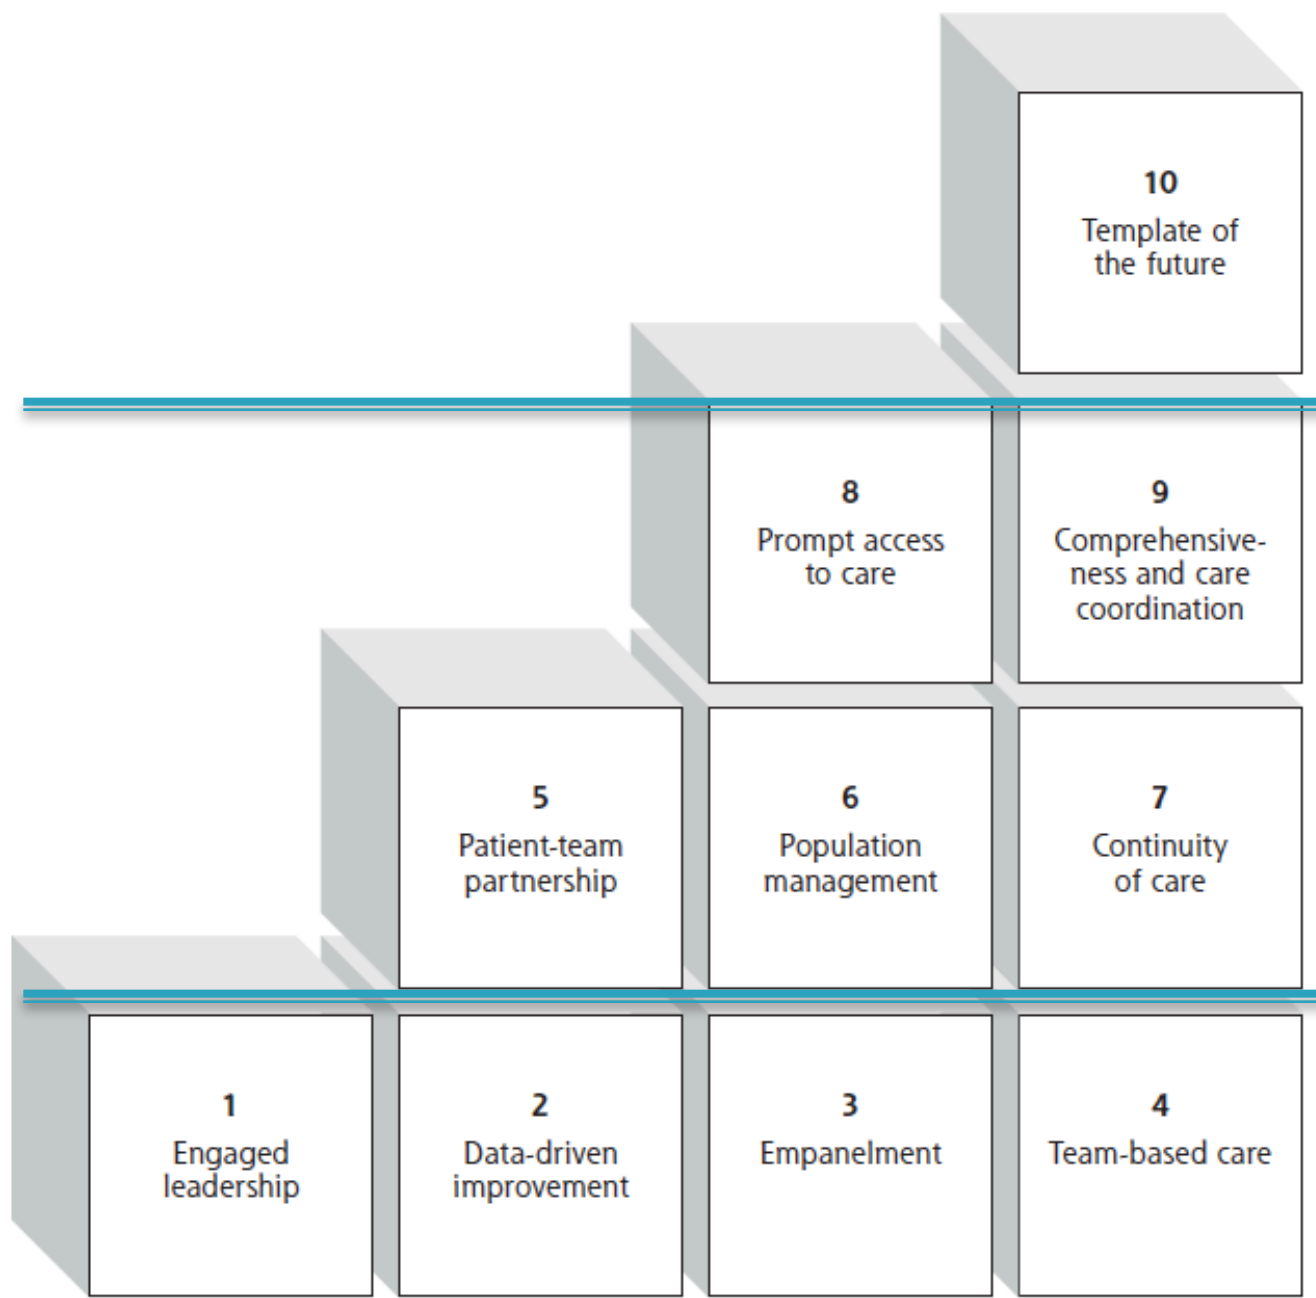 10
Template of
the future
8
Prompt access
to care
9
Comprehensive-
ness and care
coordination
5
Patient-team
partnership
6
Population
management
7
Continuity
of care
1
Engaged
leadership
2
Data-driven
improvement
3
Empanelment
4
Team-based care